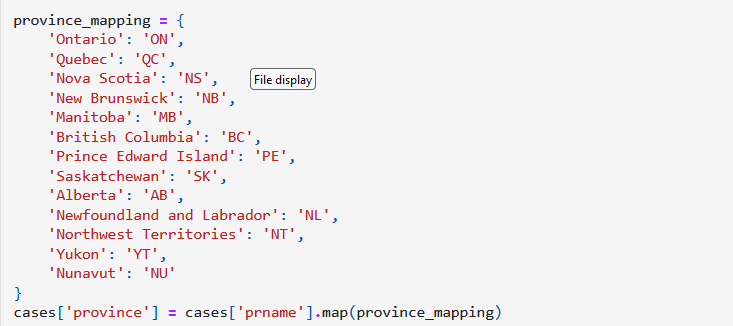 province_mapping = {
    'Ontario': 'ON',
    'Quebec': 'QC',
    'Nova Scotia': 'NS',
File display
    'New Brunswick': 'NB',
    'Manitoba': 'MB',
    'British Columbia': 'BC',
    'Prince Edward Island': 'PE',
    'Saskatchewan': 'SK',
    'Alberta': 'AB',
    'Newfoundland and Labrador': 'NL',
    'Northwest Territories': 'NT',
    'Yukon': 'YT',
    'Nunavut': 'NU'
}
cases['province'] = cases['prname'].map(province_mapping)